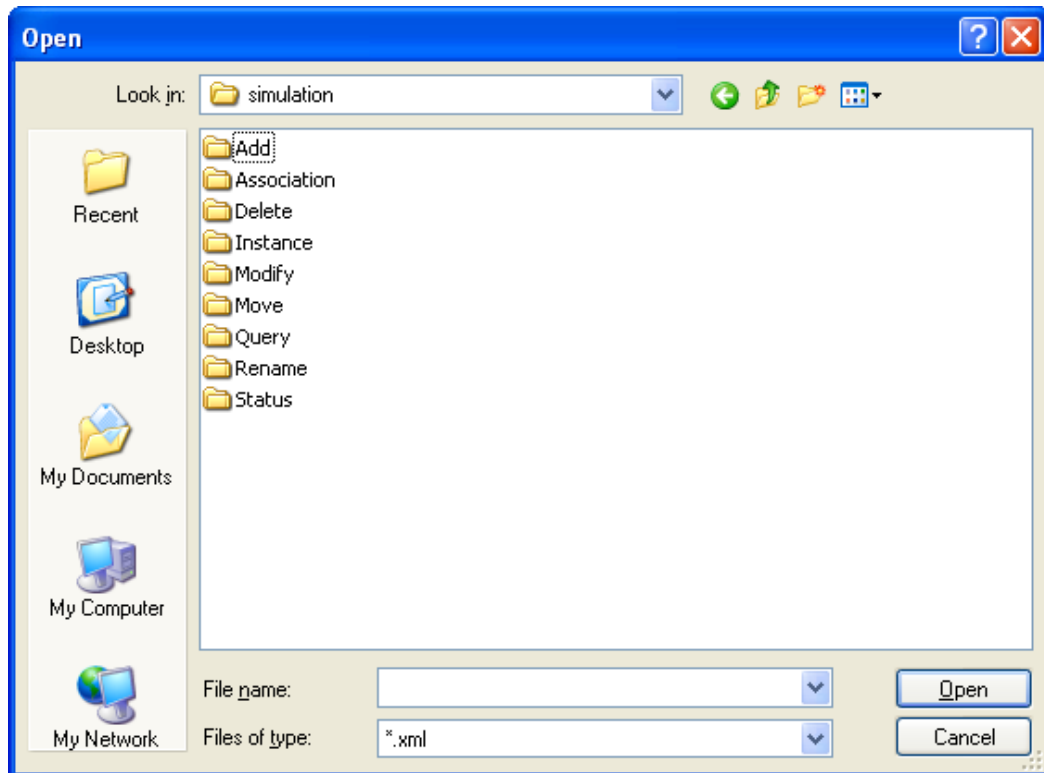 Open
Look in:
simulation
Recent
Desktop
My Documents
My Computer
My Network
Add
Association
Delete
Instance
Modify
Move
Query
Rename
Status
File name:
Open
Files of type:
*.xml
Cancel